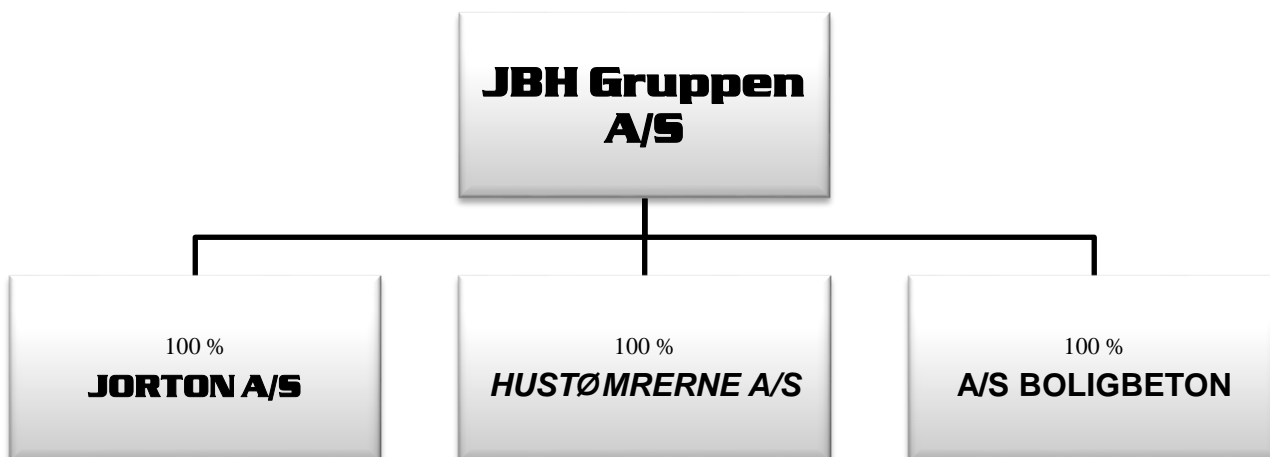 JBH Gruppen
A/S
100 %
JORTON A/S
100 %
HUSTØMRERNE A/S
100 %
A/S BOLIGBETON